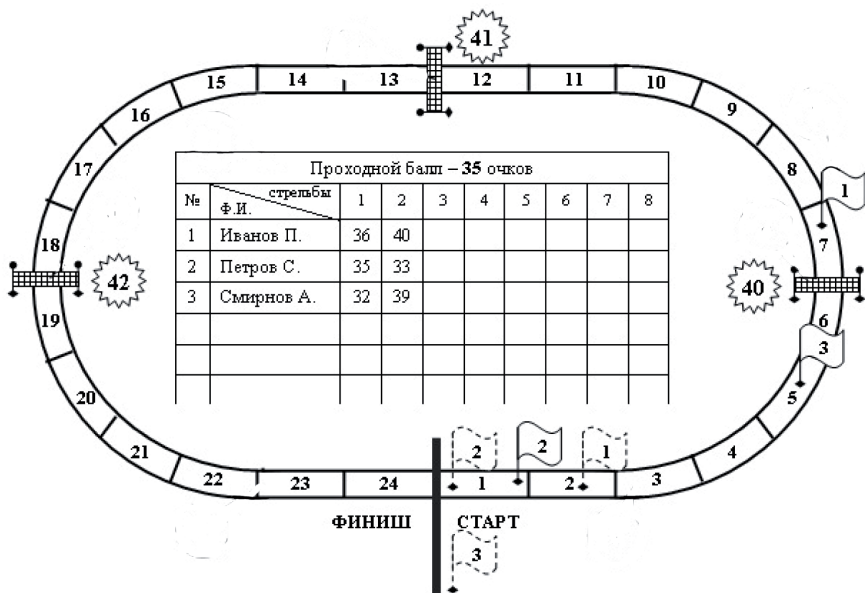 41
15 14 13 12 11 10
16 9
17 8
1
Проходной балл – 35 очков
№ стрельбы Ф.И. 1 2 3 4 5 6 7 8
1 Иванов П. 36 40
2 Петров С. 35 33
3 Смирнов А. 32 39
18 7
42 40
19 6
3
20 5
21 4
2 2 1
22 23 24 1 2 3
ФИНИШ СТАРТ
3